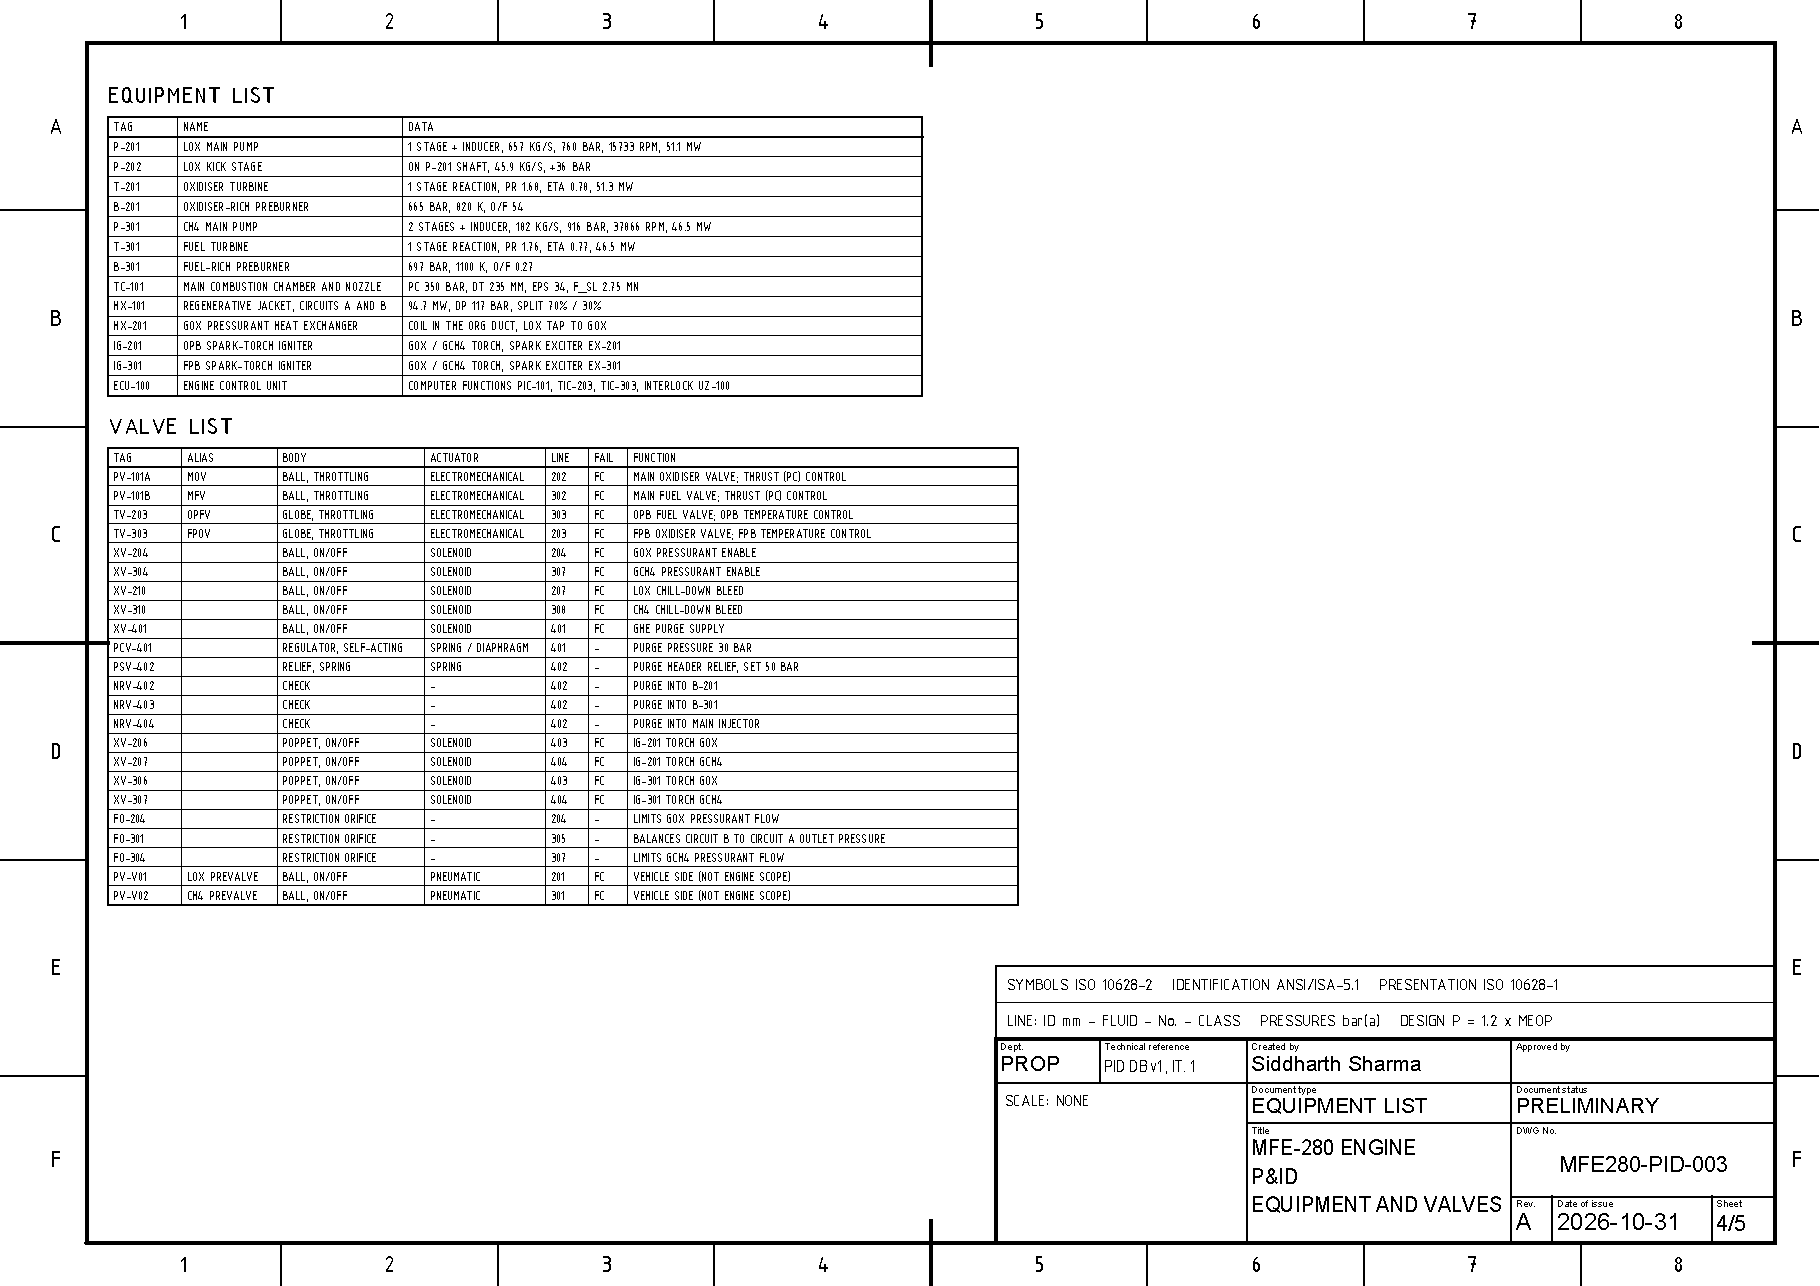 1 2 3 4 5 6 7 8
A A
B B
C C
D D
E E
F F
EQUIPMENT LIST
TAG NAME DATA
P-201 LOX MAIN PUMP 1 STAGE + INDUCER, 657 KG/S, 760 BAR, 15733 RPM, 51.1 MW
P-202 LOX KICK STAGE ON P-201 SHAFT, 45.9 KG/S, +36 BAR
T-201 OXIDISER TURBINE 1 STAGE REACTION, PR 1.60, ETA 0.78, 51.3 MW
B-201 OXIDISER-RICH PREBURNER 665 BAR, 820 K, O/F 54
P-301 CH4 MAIN PUMP 2 STAGES + INDUCER, 182 KG/S, 916 BAR, 37866 RPM, 46.5 MW
T-301 FUEL TURBINE 1 STAGE REACTION, PR 1.76, ETA 0.77, 46.5 MW
B-301 FUEL-RICH PREBURNER 697 BAR, 1100 K, O/F 0.27
TC-101 MAIN COMBUSTION CHAMBER AND NOZZLE PC 350 BAR, DT 235 MM, EPS 34, F_SL 2.75 MN
HX-101 REGENERATIVE JACKET, CIRCUITS A AND B 94.7 MW, DP 117 BAR, SPLIT 70% / 30%
HX-201 GOX PRESSURANT HEAT EXCHANGER COIL IN THE ORG DUCT, LOX TAP TO GOX
IG-201 OPB SPARK-TORCH IGNITER GOX / GCH4 TORCH, SPARK EXCITER EX-201
IG-301 FPB SPARK-TORCH IGNITER GOX / GCH4 TORCH, SPARK EXCITER EX-301
ECU-100 ENGINE CONTROL UNIT COMPUTER FUNCTIONS PIC-101, TIC-203, TIC-303, INTERLOCK UZ-100
VALVE LIST
TAG ALIAS BODY ACTUATOR LINE FAIL FUNCTION
PV-101A MOV BALL, THROTTLING ELECTROMECHANICAL 202 FC MAIN OXIDISER VALVE; THRUST (PC) CONTROL
PV-101B MFV BALL, THROTTLING ELECTROMECHANICAL 302 FC MAIN FUEL VALVE; THRUST (PC) CONTROL
TV-203 OPFV GLOBE, THROTTLING ELECTROMECHANICAL 303 FC OPB FUEL VALVE; OPB TEMPERATURE CONTROL
TV-303 FPOV GLOBE, THROTTLING ELECTROMECHANICAL 203 FC FPB OXIDISER VALVE; FPB TEMPERATURE CONTROL
XV-204 BALL, ON/OFF SOLENOID 204 FC GOX PRESSURANT ENABLE
XV-304 BALL, ON/OFF SOLENOID 307 FC GCH4 PRESSURANT ENABLE
XV-210 BALL, ON/OFF SOLENOID 207 FC LOX CHILL-DOWN BLEED
XV-310 BALL, ON/OFF SOLENOID 308 FC CH4 CHILL-DOWN BLEED
XV-401 BALL, ON/OFF SOLENOID 401 FC GHE PURGE SUPPLY
PCV-401 REGULATOR, SELF-ACTING SPRING / DIAPHRAGM 401 - PURGE PRESSURE 30 BAR
PSV-402 RELIEF, SPRING SPRING 402 - PURGE HEADER RELIEF, SET 50 BAR
NRV-402 CHECK - 402 - PURGE INTO B-201
NRV-403 CHECK - 402 - PURGE INTO B-301
NRV-404 CHECK - 402 - PURGE INTO MAIN INJECTOR
XV-206 POPPET, ON/OFF SOLENOID 403 FC IG-201 TORCH GOX
XV-207 POPPET, ON/OFF SOLENOID 404 FC IG-201 TORCH GCH4
XV-306 POPPET, ON/OFF SOLENOID 403 FC IG-301 TORCH GOX
XV-307 POPPET, ON/OFF SOLENOID 404 FC IG-301 TORCH GCH4
FO-204 RESTRICTION ORIFICE - 204 - LIMITS GOX PRESSURANT FLOW
FO-301 RESTRICTION ORIFICE - 305 - BALANCES CIRCUIT B TO CIRCUIT A OUTLET PRESSURE
FO-304 RESTRICTION ORIFICE - 307 - LIMITS GCH4 PRESSURANT FLOW
PV-V01 LOX PREVALVE BALL, ON/OFF PNEUMATIC 201 FC VEHICLE SIDE (NOT ENGINE SCOPE)
PV-V02 CH4 PREVALVE BALL, ON/OFF PNEUMATIC 301 FC VEHICLE SIDE (NOT ENGINE SCOPE)
SYMBOLS ISO 10628-2 IDENTIFICATION ANSI/ISA-5.1 PRESENTATION ISO 10628-1
LINE: ID mm - FLUID - No. - CLASS PRESSURES bar(a) DESIGN P = 1.2 x MEOP
Dept. Technical reference Created by Approved by
PROP PID DB v1, IT. 1 Siddharth Sharma
SCALE: NONE
Document type Document status
EQUIPMENT LIST PRELIMINARY
Title DWG No.
MFE-280 ENGINE
P&ID
EQUIPMENT AND VALVES
MFE280-PID-003
Rev. Date of issue Sheet
A 2026-10-31 4/5
1 2 3 4 5 6 7 8